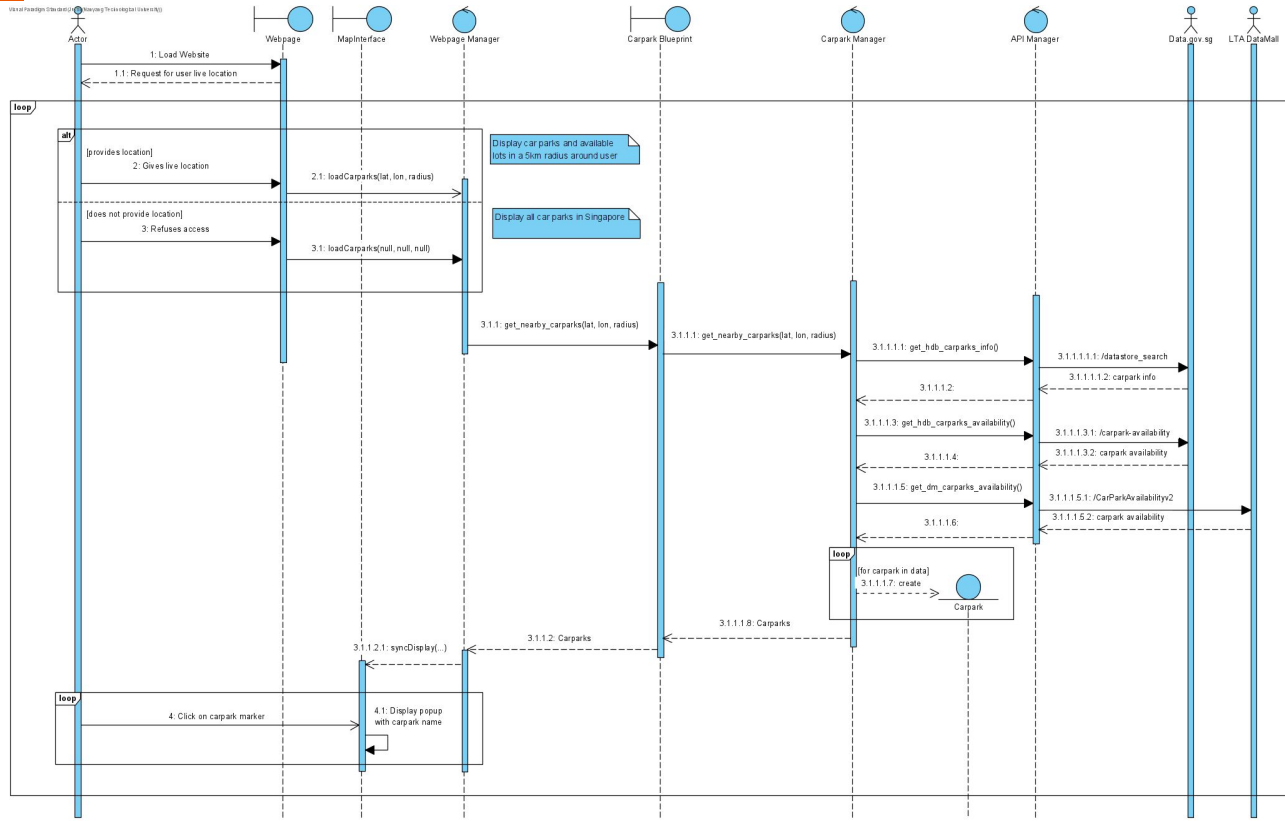 Actor
Webpage
MapInterface
Webpage Manager
Carpark Blueprint
Carpark Manager
API Manager
Data.gov.sg
LTA DataMall
1: Load Website
1.1: Request for user live location
loop
alt
[provides location]
2: Gives live location
2.1: loadCarparks(lat, lon, radius)
Display car parks and available
lots in a 5km radius around user
[does not provide location]
3: Refuses access
3.1: loadCarparks(null, null, null)
Display all car parks in Singapore
3.1.1: get_nearby_carparks(lat, lon, radius)
3.1.1.1: get_nearby_carparks(lat, lon, radius)
3.1.1.1.1: get_hdb_carparks_info()
3.1.1.1.1.1: /datastore_search
3.1.1.1.1.2: carpark info
3.1.1.1.2:
3.1.1.1.3: get_hdb_carparks_availability()
3.1.1.1.3.1: /carpark-availability
3.1.1.1.3.2: carpark availability
3.1.1.1.4:
3.1.1.1.5: get_dm_carparks_availability()
3.1.1.1.5.1: /CarParkAvailabilityv2
3.1.1.1.5.2: carpark availability
3.1.1.1.6:
loop
[for carpark in data]
3.1.1.1.7: create
Carpark
3.1.1.1.8: Carparks
3.1.1.2: Carparks
3.1.1.2.1: syncDisplay(...)
loop
4: Click on carpark marker
4.1: Display popup
with carpark name